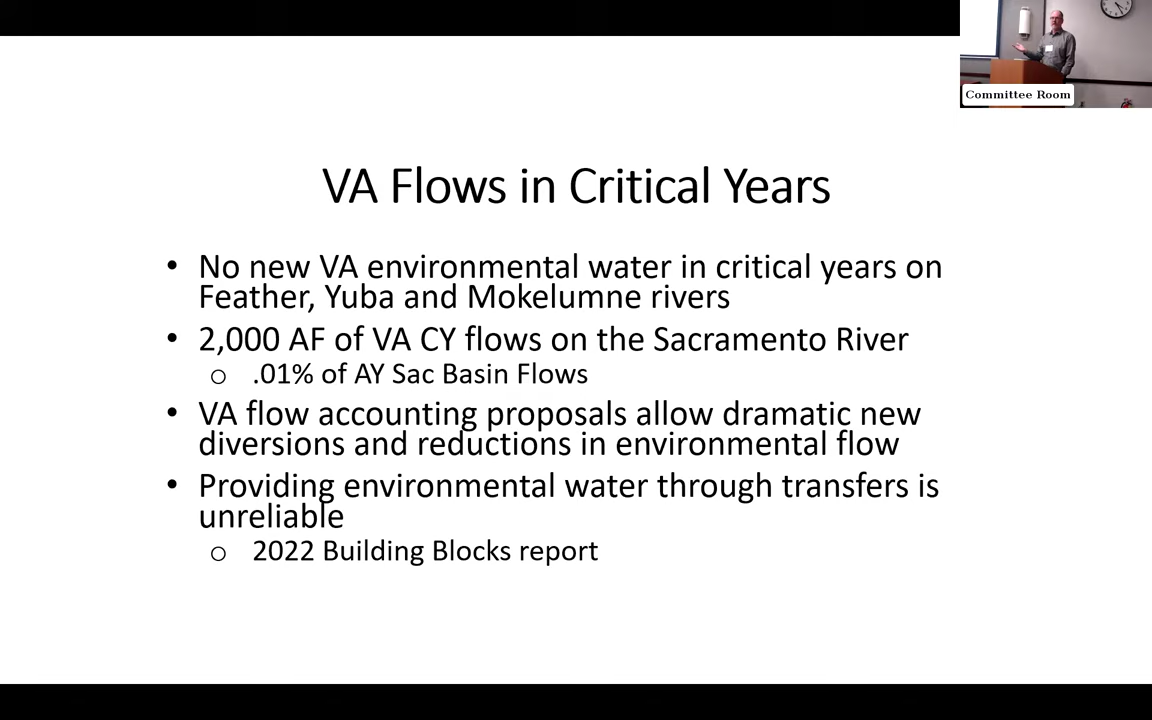 Committee Room
VA Flows in Critical Years
• No new VA environmental water in critical years on
Feather, Yuba and Mokelumne rivers
• 2,000 AF of VA CY flows on the Sacramento River
o .01% of AY Sac Basin Flows
• VA flow accounting proposals allow dramatic new
diversions and reductions in environmental flow
• Providing environmental water through transfers is
unreliable
o 2022 Building Blocks report